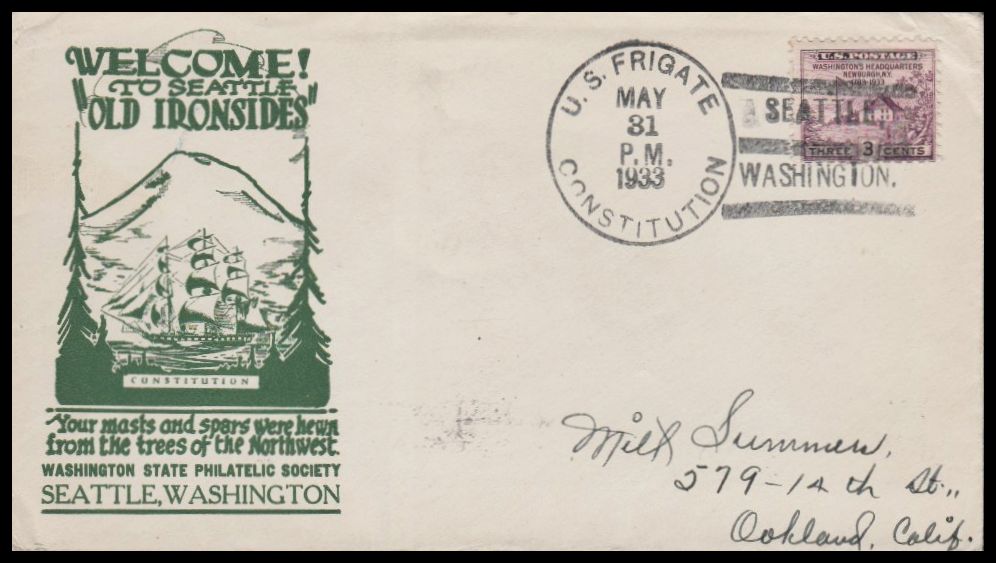 WELCOME!
TO SEATTLE
"OLD IRONSIDES"
CONSTITUTION
Your masts and spars were hewn
from the trees of the Northwest.
WASHINGTON STATE PHILATELIC SOCIETY
SEATTLE, WASHINGTON
U.S. FRIGATE
MAY
31
P.M.
1933
CONSTITUTION
SEATTLE,
WASHINGTON.
U.S. POSTAGE
WASHINGTON'S HEADQUARTERS
NEWBURGH, N.Y.
1783-1933
THREE 3 CENTS
Milt Summers,
579-14th St.,
Oakland, Calif.